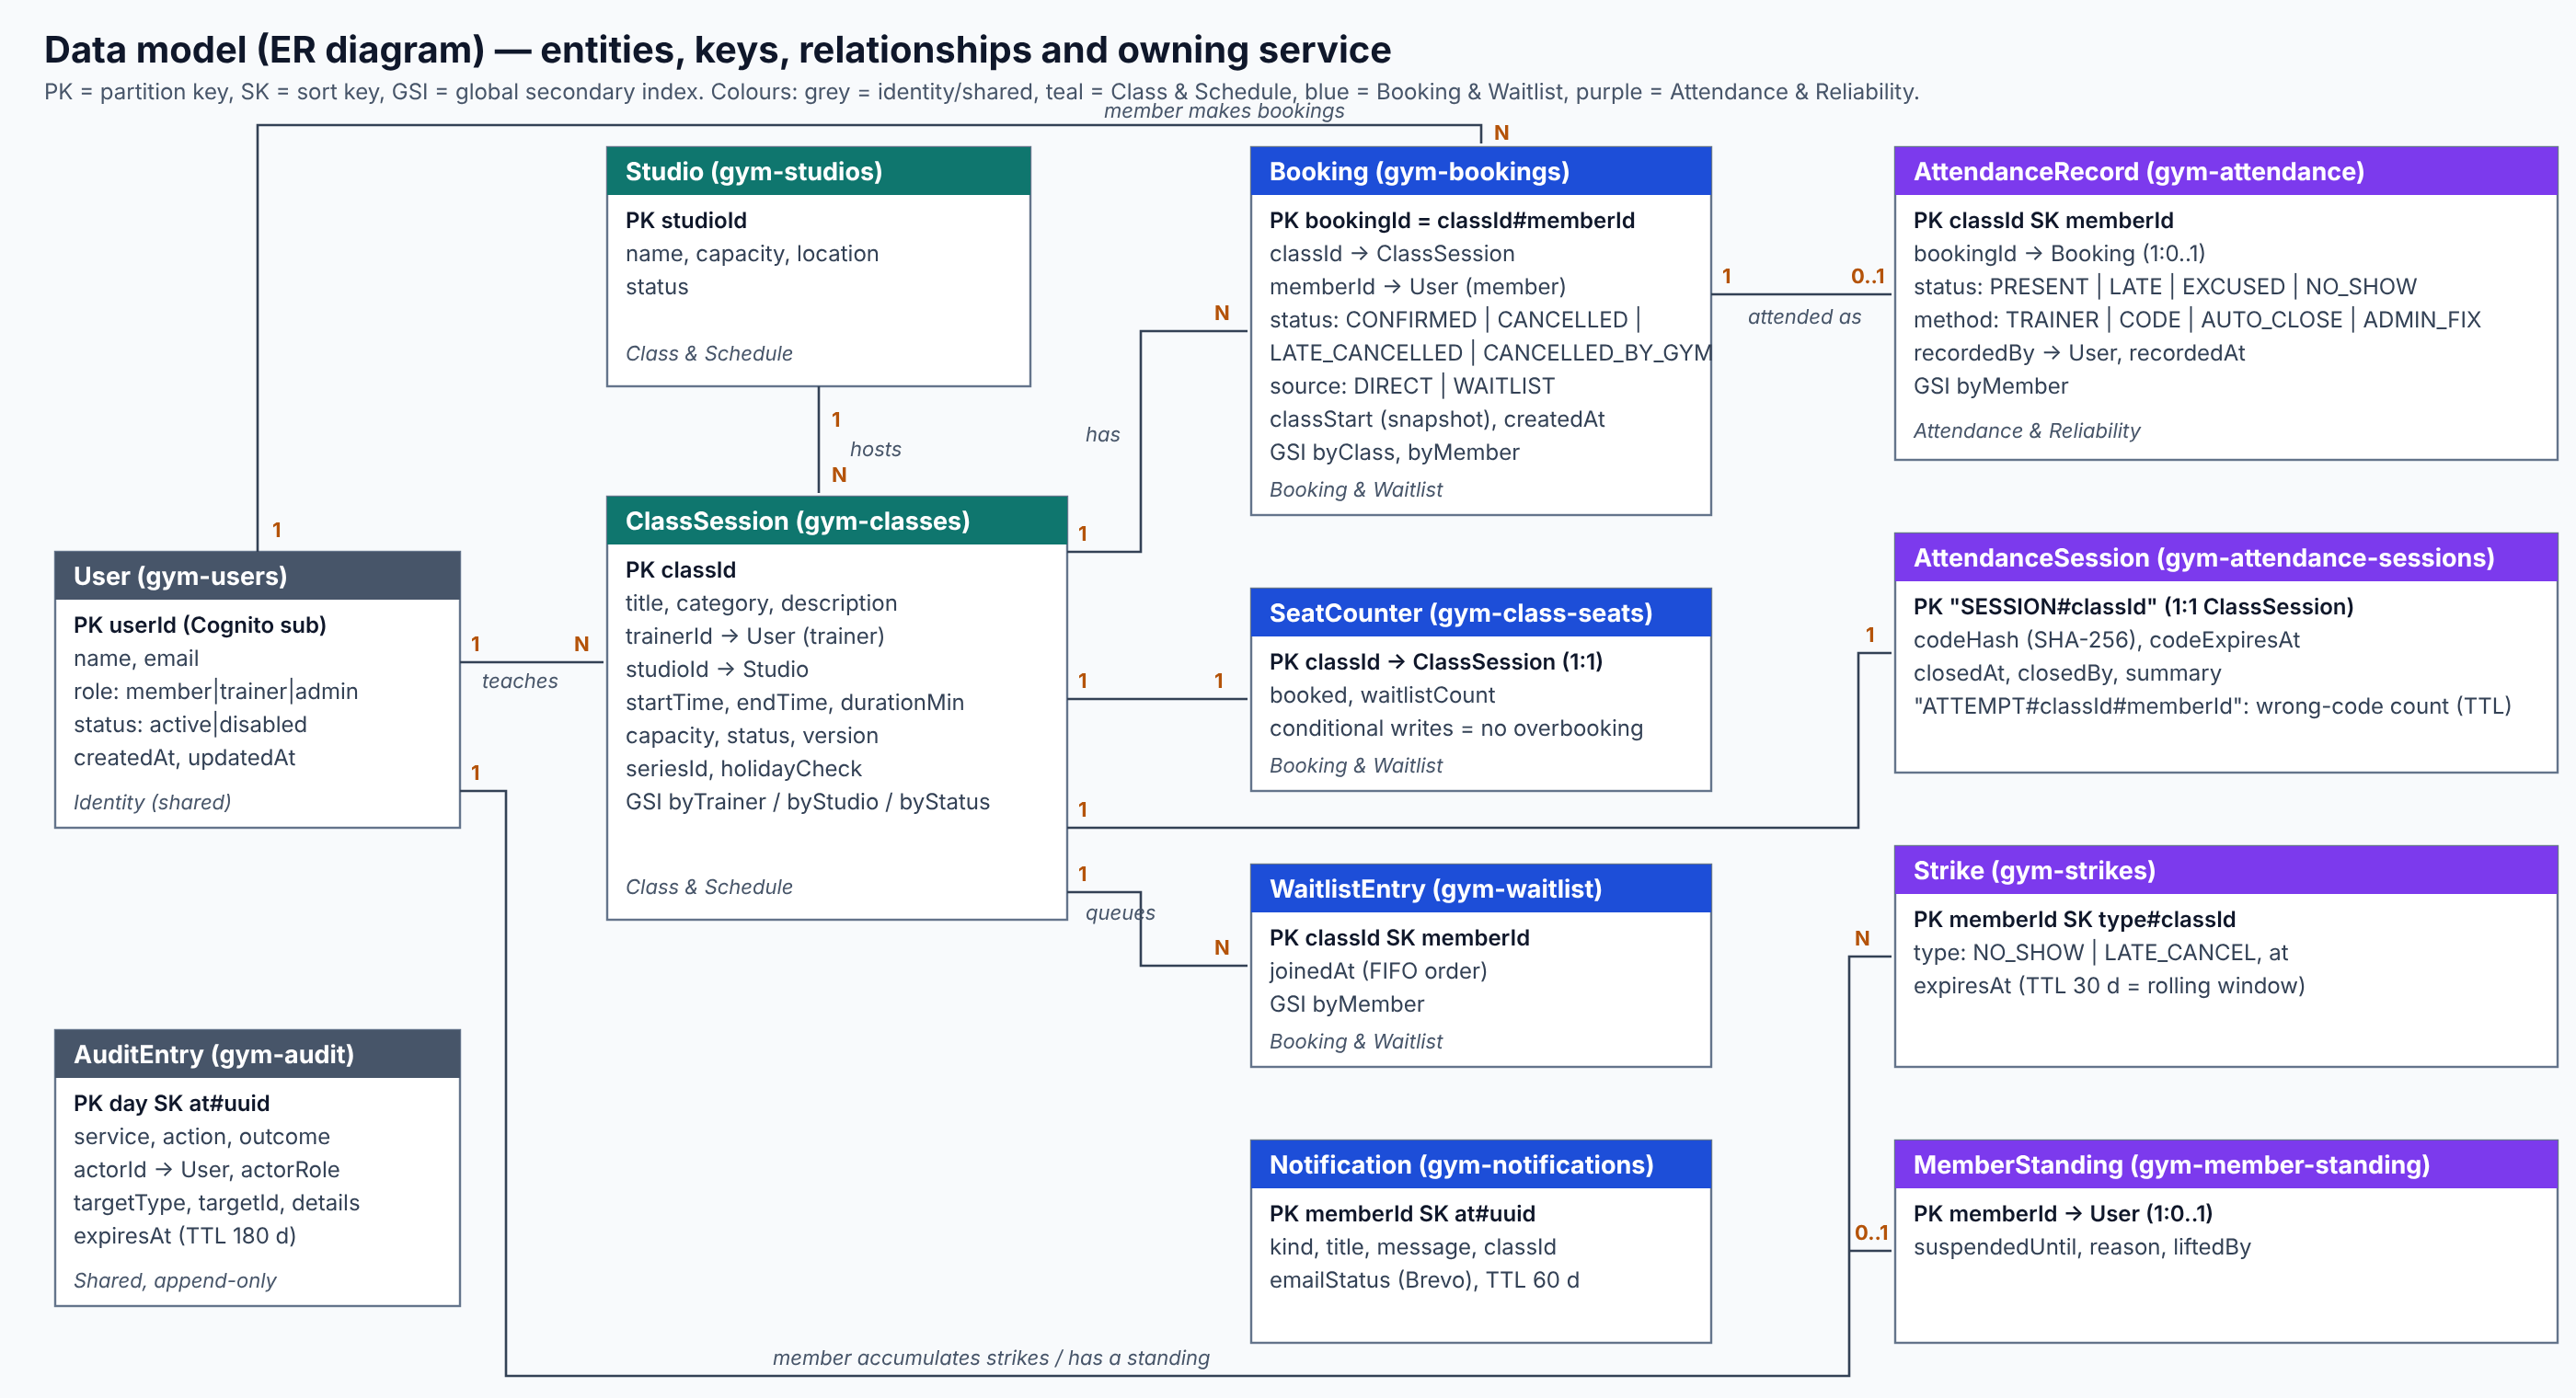 Data model (ER diagram) — entities, keys, relationships and owning service
PK = partition key, SK = sort key, GSI = global secondary index. Colours: grey = identity/shared, teal = Class & Schedule, blue = Booking & Waitlist, purple = Attendance & Reliability.
member makes bookings
N
1
Studio (gym-studios)
PK studioId
name, capacity, location
status
Class & Schedule
1
hosts
N
Booking (gym-bookings)
PK bookingId = classId#memberId
classId → ClassSession
memberId → User (member)
status: CONFIRMED | CANCELLED |
LATE_CANCELLED | CANCELLED_BY_GYM
source: DIRECT | WAITLIST
classStart (snapshot), createdAt
GSI byClass, byMember
Booking & Waitlist
1
0..1
attended as
AttendanceRecord (gym-attendance)
PK classId SK memberId
bookingId → Booking (1:0..1)
status: PRESENT | LATE | EXCUSED | NO_SHOW
method: TRAINER | CODE | AUTO_CLOSE | ADMIN_FIX
recordedBy → User, recordedAt
GSI byMember
Attendance & Reliability
User (gym-users)
PK userId (Cognito sub)
name, email
role: member|trainer|admin
status: active|disabled
createdAt, updatedAt
Identity (shared)
1
N
teaches
1
ClassSession (gym-classes)
PK classId
title, category, description
trainerId → User (trainer)
studioId → Studio
startTime, endTime, durationMin
capacity, status, version
seriesId, holidayCheck
GSI byTrainer / byStudio / byStatus
Class & Schedule
N
has
1
1
1
1
1
1
queues
N
SeatCounter (gym-class-seats)
PK classId → ClassSession (1:1)
booked, waitlistCount
conditional writes = no overbooking
Booking & Waitlist
AttendanceSession (gym-attendance-sessions)
PK "SESSION#classId" (1:1 ClassSession)
codeHash (SHA-256), codeExpiresAt
closedAt, closedBy, summary
"ATTEMPT#classId#memberId": wrong-code count (TTL)
WaitlistEntry (gym-waitlist)
PK classId SK memberId
joinedAt (FIFO order)
GSI byMember
Booking & Waitlist
N
Strike (gym-strikes)
PK memberId SK type#classId
type: NO_SHOW | LATE_CANCEL, at
expiresAt (TTL 30 d = rolling window)
AuditEntry (gym-audit)
PK day SK at#uuid
service, action, outcome
actorId → User, actorRole
targetType, targetId, details
expiresAt (TTL 180 d)
Shared, append-only
Notification (gym-notifications)
PK memberId SK at#uuid
kind, title, message, classId
emailStatus (Brevo), TTL 60 d
0..1
MemberStanding (gym-member-standing)
PK memberId → User (1:0..1)
suspendedUntil, reason, liftedBy
member accumulates strikes / has a standing